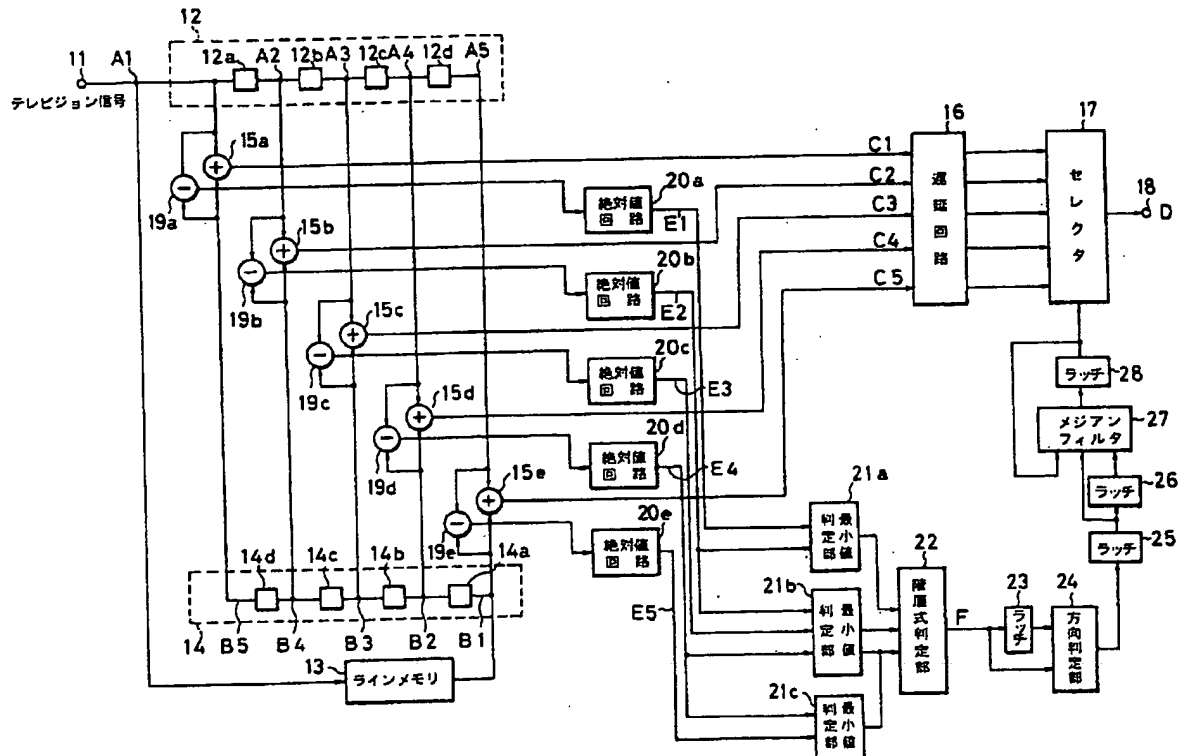 12
11
A1
12a
A2
12b
A3
12c
A4
12d
A5
テレビジョン信号
15a
19a
15b
19b
15c
19c
15d
19d
15e
19e
絶対値回路
20a
E1
絶対値回路
20b
E2
絶対値回路
20c
E3
絶対値回路
20d
E4
絶対値回路
20e
E5
C1
C2
C3
C4
C5
16
遅延回路
17
セレクタ
18
D
ラッチ
28
メジアン
フィルタ
27
ラッチ
26
ラッチ
25
21a
最小値
判定部
21b
最小値
判定部
21c
最小値
判定部
22
階層式判定部
F
23
ラッチ
24
方向判定部
14d
14c
14b
14a
14
B5
B4
B3
B2
B1
13
ラインメモリ